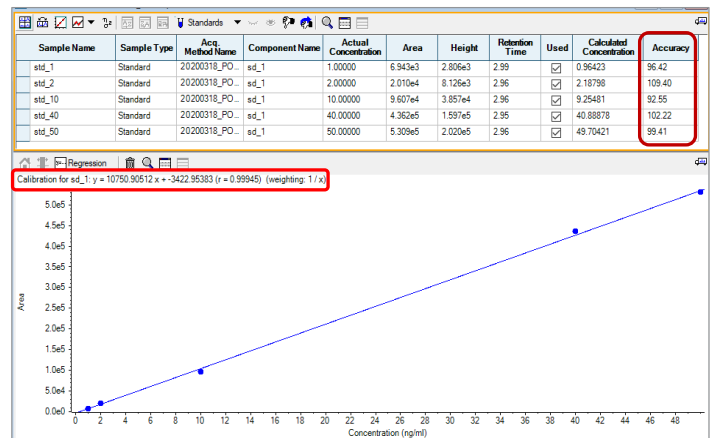 Standards
Sample Name Sample Type Acq. Method Name Component Name Actual Concentration Area Height Retention Time Used Calculated Concentration Accuracy
std_1 Standard 20200318_PO... sd_1 1.00000 6.943e3 2.806e3 2.99 0.96423 96.42
std_2 Standard 20200318_PO... sd_1 2.00000 2.010e4 8.126e3 2.96 2.18798 109.40
std_10 Standard 20200318_PO... sd_1 10.00000 9.607e4 3.857e4 2.96 9.25481 92.55
std_40 Standard 20200318_PO... sd_1 40.00000 4.362e5 1.597e5 2.95 40.88878 102.22
std_50 Standard 20200318_PO... sd_1 50.00000 5.309e5 2.020e5 2.96 49.70421 99.41
Regression
Calibration for sd_1: y = 10750.90512 x + -3422.95383 (r = 0.99945) (weighting: 1 / x)
5.0e5
4.5e5
4.0e5
3.5e5
3.0e5
2.5e5
2.0e5
1.5e5
1.0e5
5.0e4
0.0e0
Area
0 2 4 6 8 10 12 14 16 18 20 22 24 26 28 30 32 34 36 38 40 42 44 46 48
Concentration (ng/ml)